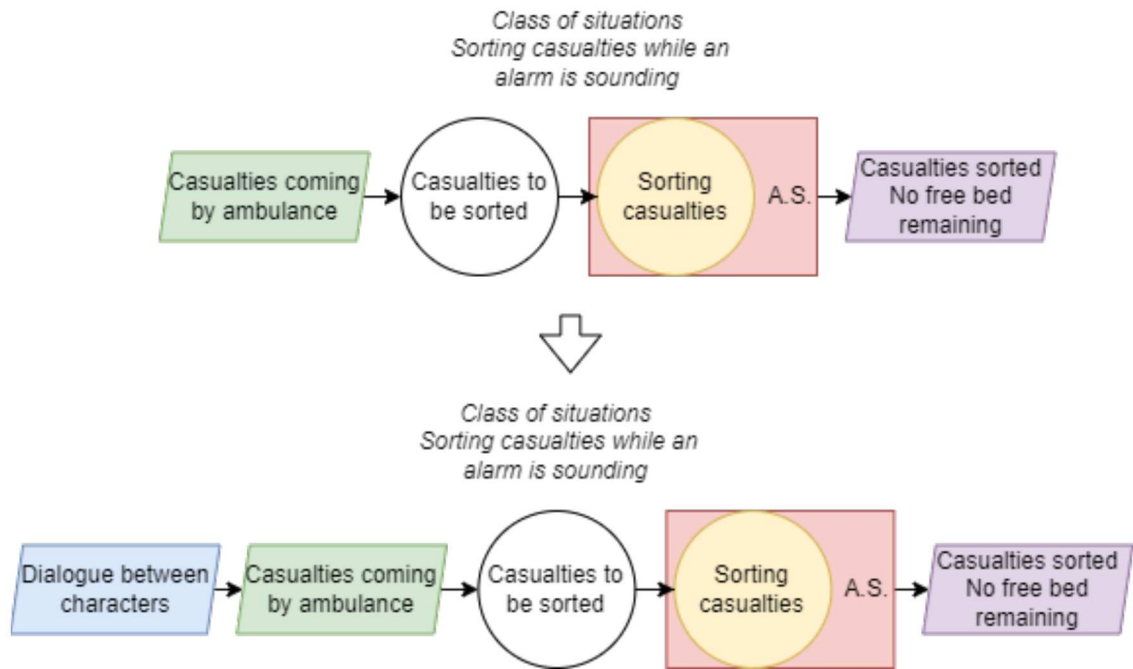 Class of situations
Sorting casualties while an
alarm is sounding
Casualties coming
by ambulance
Casualties to
be sorted
Sorting
casualties
A.S.
Casualties sorted
No free bed
remaining
Class of situations
Sorting casualties while an
alarm is sounding
Dialogue between
characters
Casualties coming
by ambulance
Casualties to
be sorted
Sorting
casualties
A.S.
Casualties sorted
No free bed
remaining